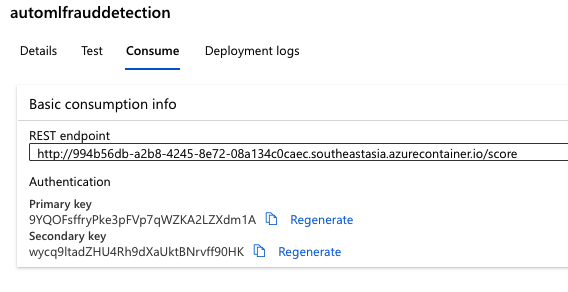 automlfrauddetection
Details Test Consume Deployment logs
Basic consumption info
REST endpoint
http://994b56db-a2b8-4245-8e72-08a134c0caec.southeastasia.azurecontainer.io/score
Authentication
Primary key
9YQOFsffryPke3pFVp7qWZKA2LZXdm1A Regenerate
Secondary key
wycq9ltadZHU4Rh9dXaUktBNrvff90HK Regenerate